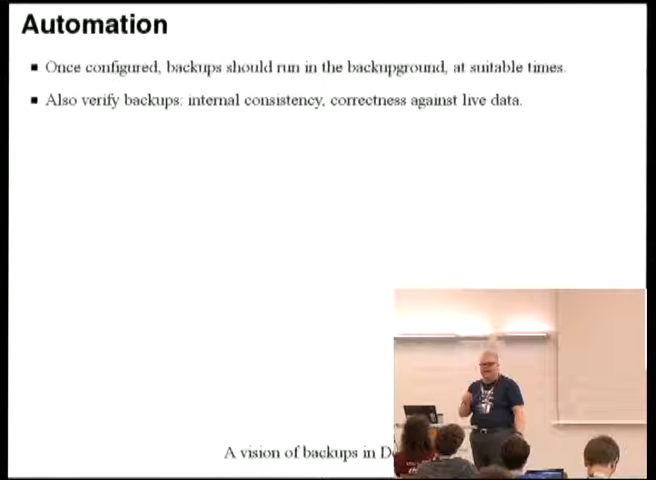 Automation
Once configured, backups should run in the backupground, at suitable times.
Also verify backups: internal consistency, correctness against live data.
A vision of backups in D